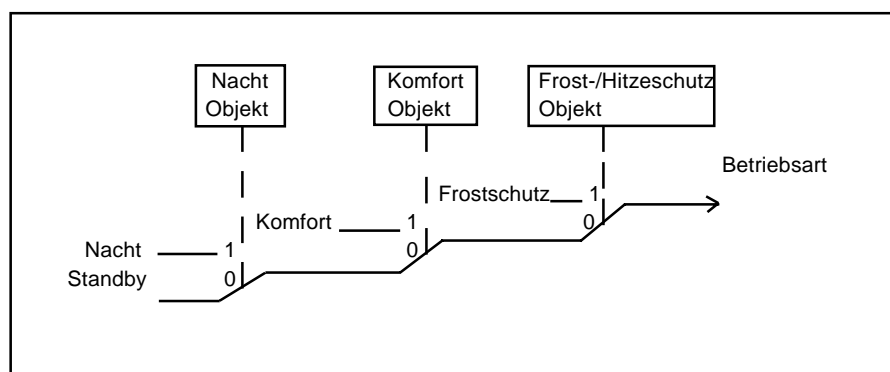 Nacht
Objekt
Komfort
Objekt
Frost-/Hitzeschutz
Objekt
Betriebsart
Frostschutz 1
0
Komfort 1
0
Nacht 1
Standby 0